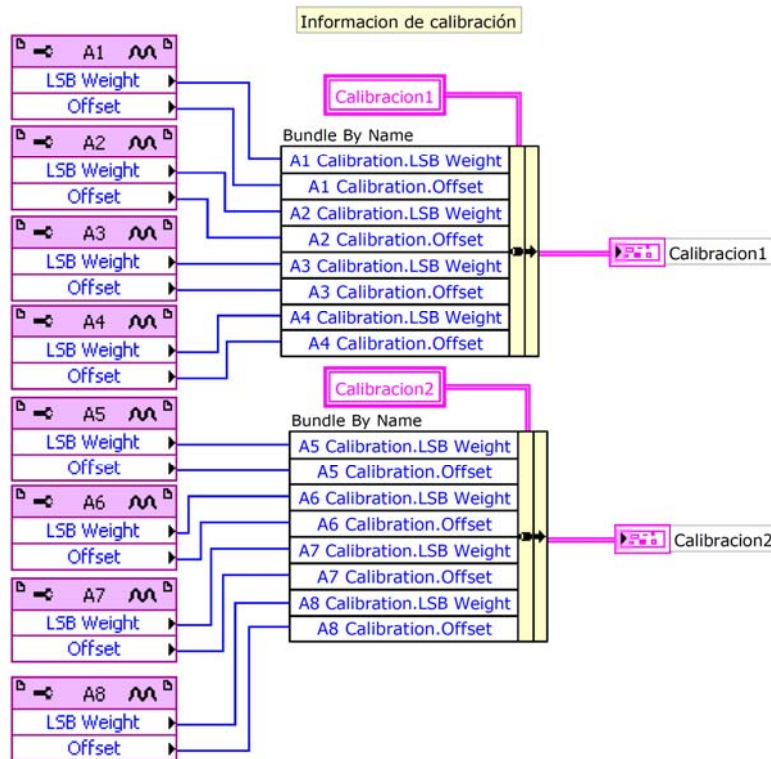 Informacion de calibración
A1
LSB Weight
Offset
A2
LSB Weight
Offset
A3
LSB Weight
Offset
A4
LSB Weight
Offset
A5
LSB Weight
Offset
A6
LSB Weight
Offset
A7
LSB Weight
Offset
A8
LSB Weight
Offset
Calibracion1
Bundle By Name
A1 Calibration.LSB Weight
A1 Calibration.Offset
A2 Calibration.LSB Weight
A2 Calibration.Offset
A3 Calibration.LSB Weight
A3 Calibration.Offset
A4 Calibration.LSB Weight
A4 Calibration.Offset
Calibracion1
Calibracion2
Bundle By Name
A5 Calibration.LSB Weight
A5 Calibration.Offset
A6 Calibration.LSB Weight
A6 Calibration.Offset
A7 Calibration.LSB Weight
A7 Calibration.Offset
A8 Calibration.LSB Weight
A8 Calibration.Offset
Calibracion2